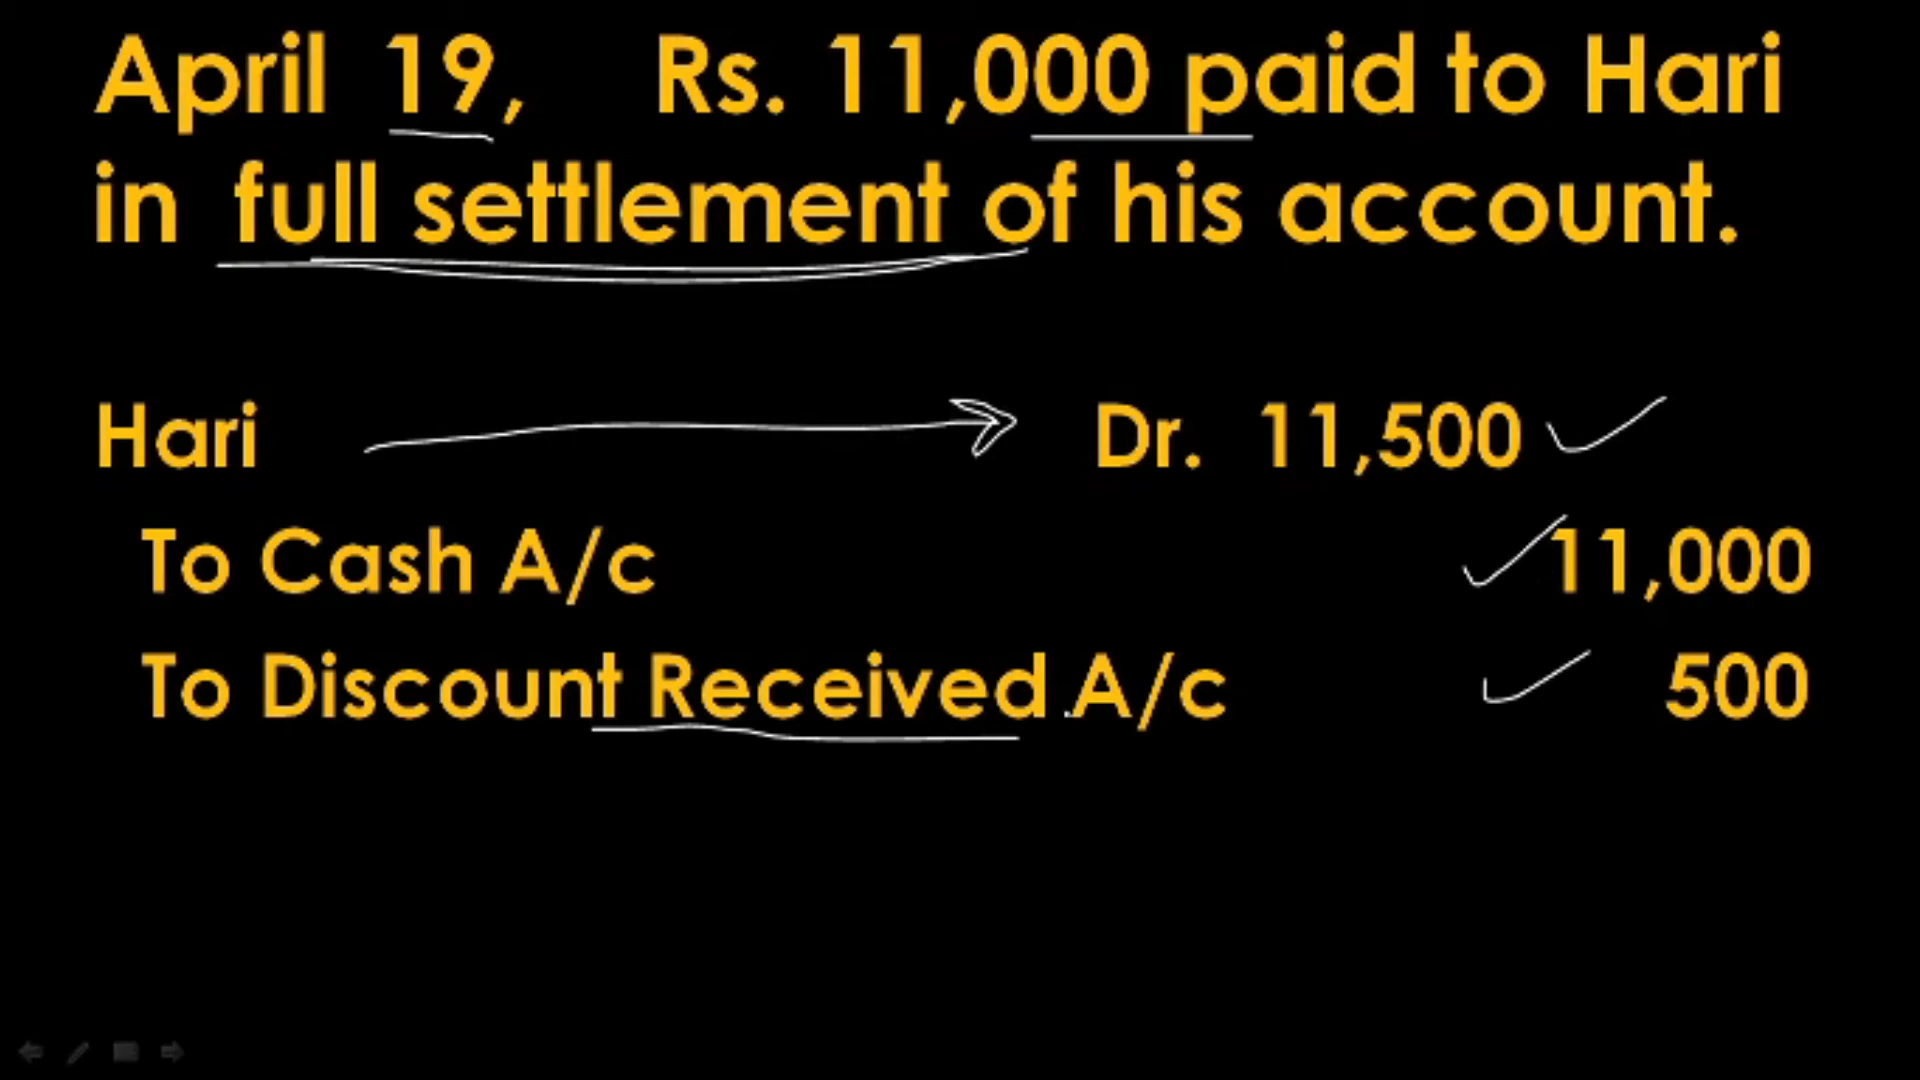 April 19, Rs. 11,000 paid to Hari
in full settlement of his account.
Hari Dr. 11,500
To Cash A/c 11,000
To Discount Received A/c 500